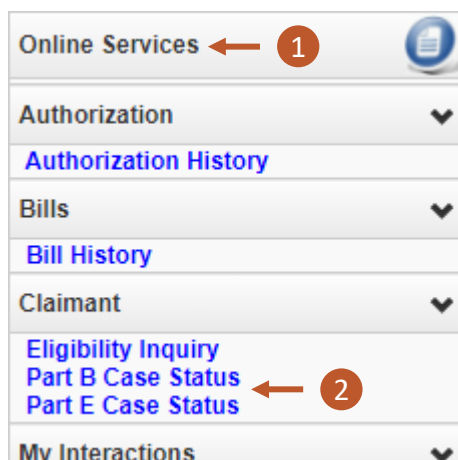 Online Services 1
Authorization
Authorization History
Bills
Bill History
Claimant
Eligibility Inquiry
Part B Case Status
2
Part E Case Status
My Interactions